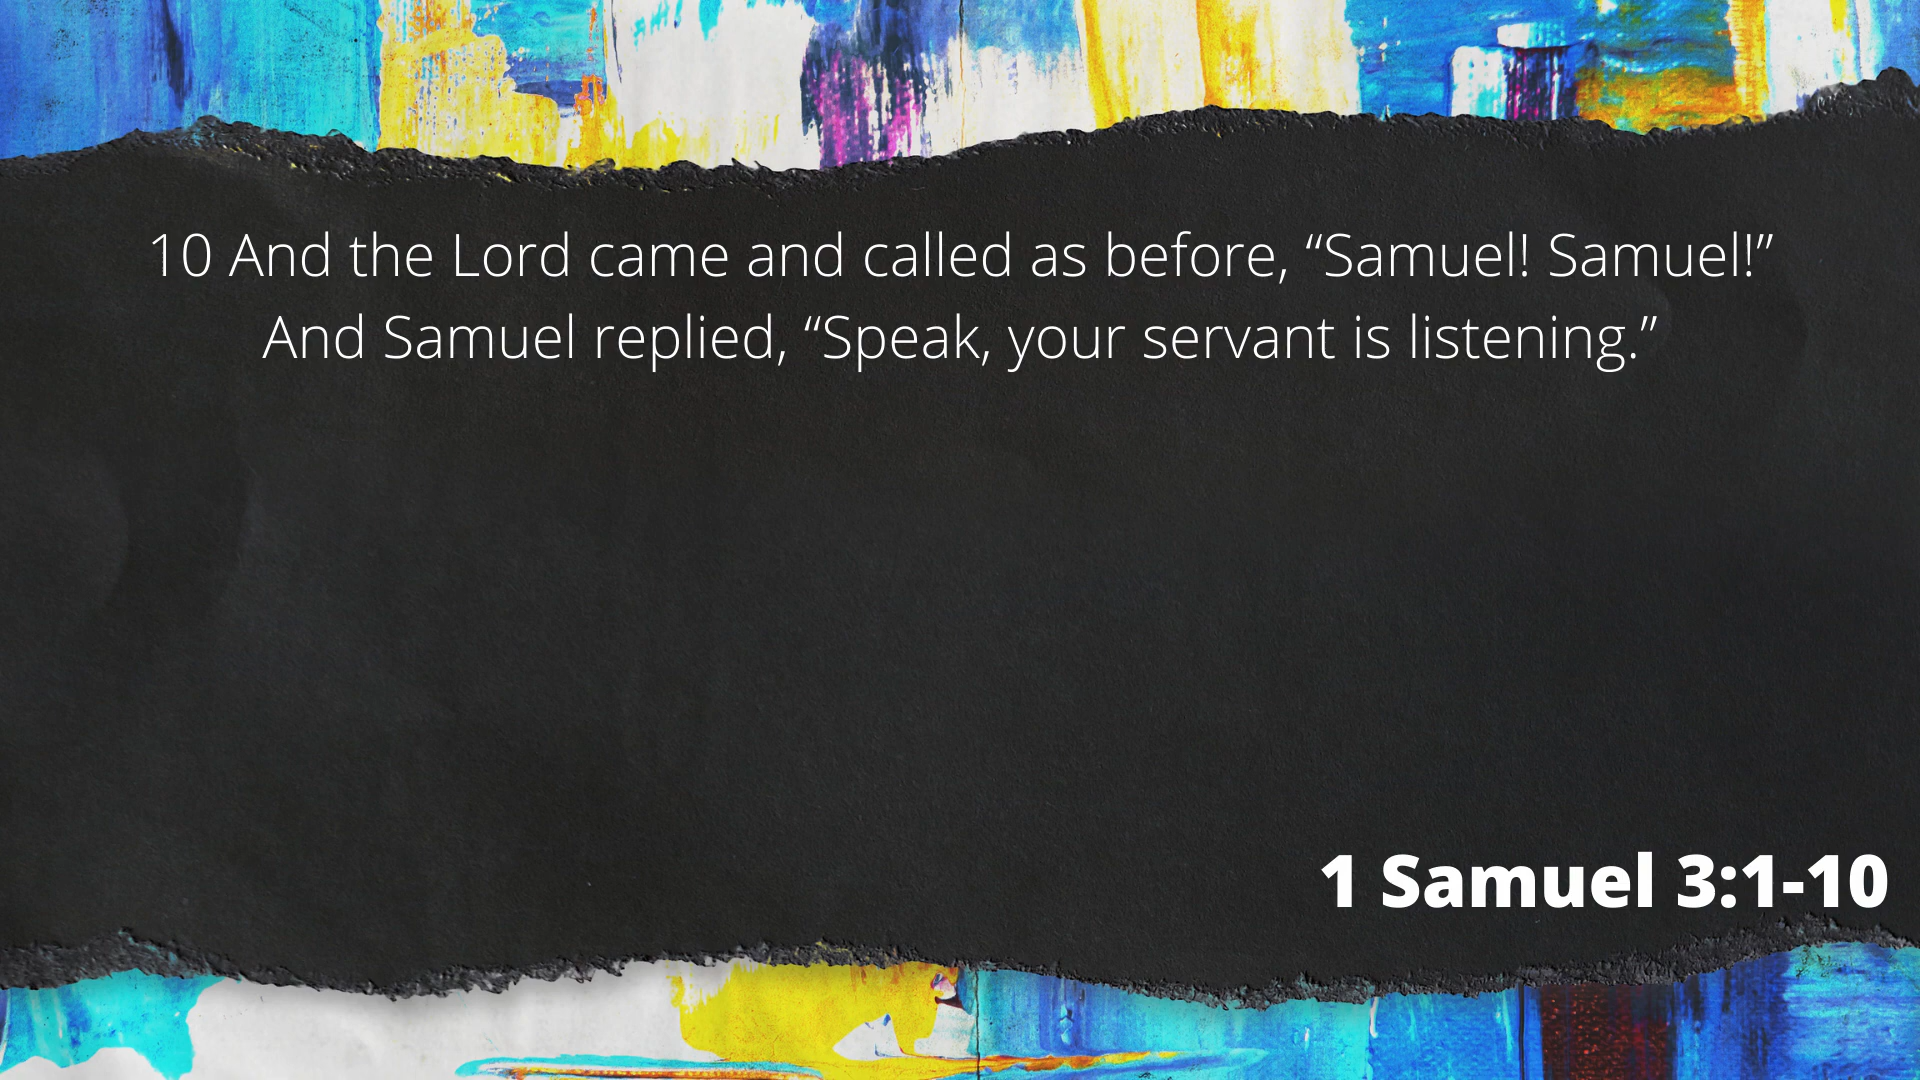 10 And the Lord came and called as before, “Samuel! Samuel!”
And Samuel replied, “Speak, your servant is listening.”
1 Samuel 3:1-10